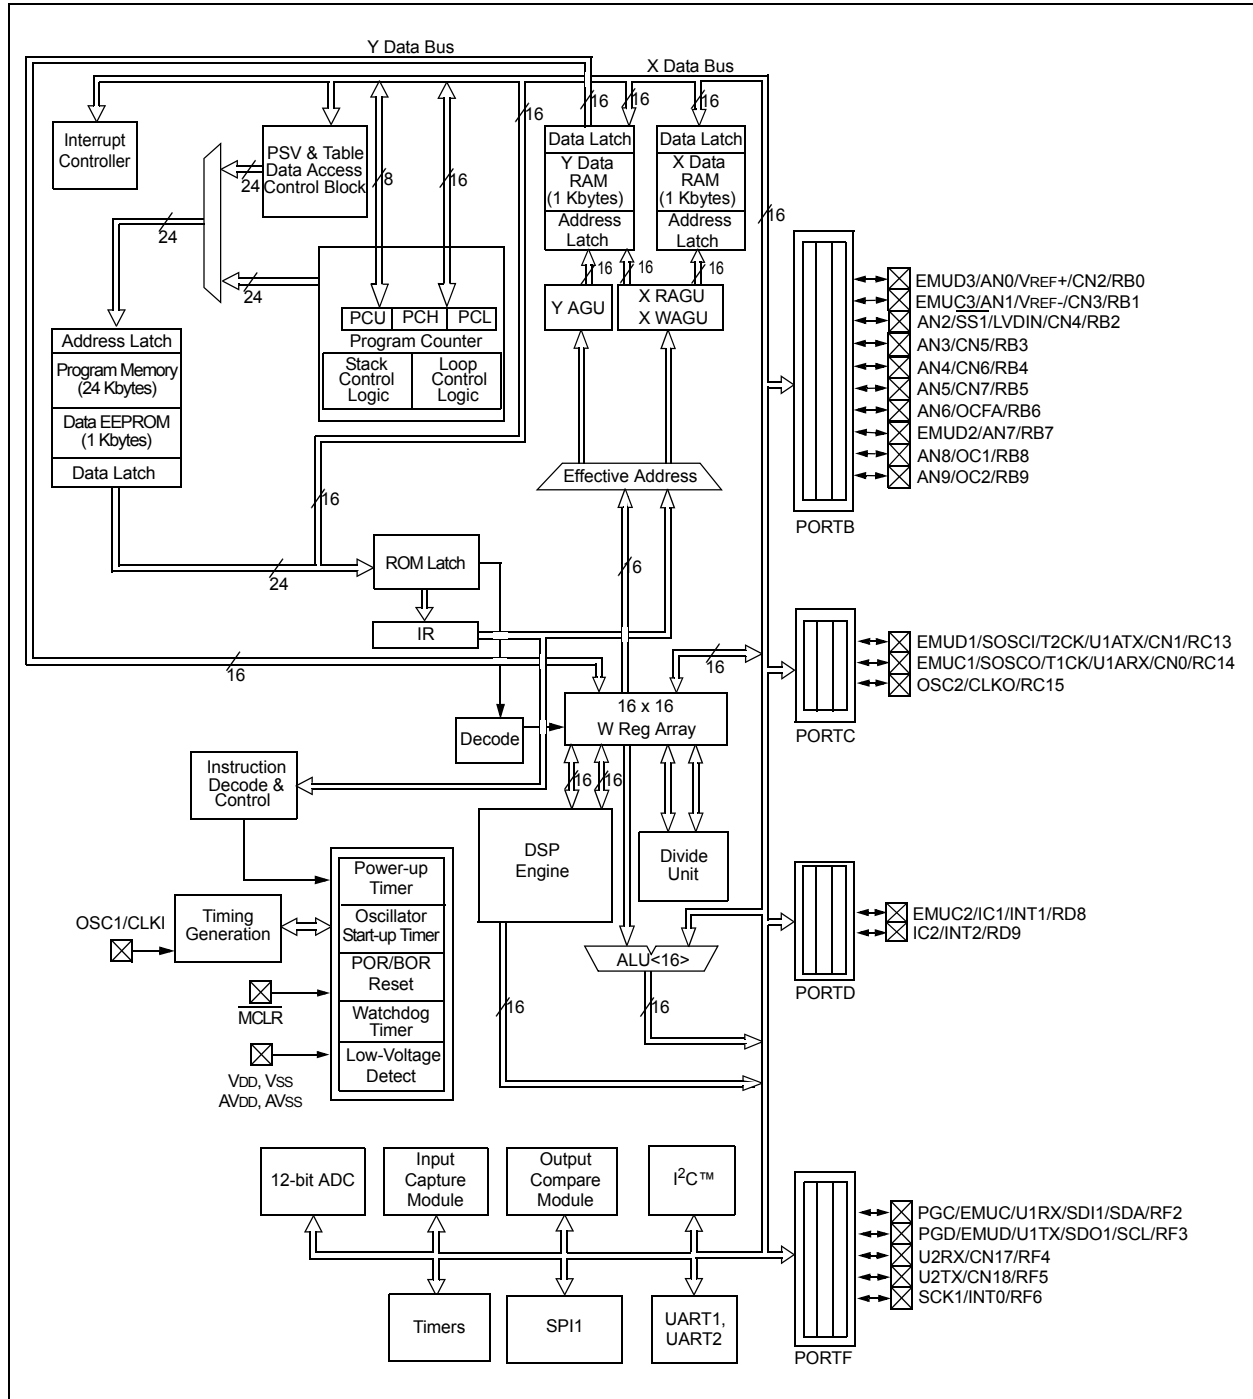 Y Data Bus
X Data Bus
16
16
16
16
Interrupt
Controller
PSV & Table
Data Access
Control Block
24
8
16
Data Latch
Y Data
RAM
(1 Kbytes)
Address
Latch
Data Latch
X Data
RAM
(1 Kbytes)
Address
Latch
16
24
24
16
16
16
Y AGU
X RAGU
X WAGU
PCU
PCH
PCL
Program Counter
Stack
Control
Logic
Loop
Control
Logic
Address Latch
Program Memory
(24 Kbytes)
Data EEPROM
(1 Kbytes)
Data Latch
16
24
Effective Address
ROM Latch
6
IR
16
16
16 x 16
W Reg Array
Decode
Instruction
Decode &
Control
16
16
DSP
Engine
Divide
Unit
Power-up
Timer
Oscillator
Start-up Timer
POR/BOR
Reset
Watchdog
Timer
Low-Voltage
Detect
OSC1/CLKI
Timing
Generation
MCLR
VDD, VSS
AVDD, AVSS
ALU<16>
16
16
12-bit ADC
Input
Capture
Module
Output
Compare
Module
I2C™
Timers
SPI1
UART1,
UART2
EMUD3/AN0/VREF+/CN2/RB0
EMUC3/AN1/VREF-/CN3/RB1
AN2/SS1/LVDIN/CN4/RB2
AN3/CN5/RB3
AN4/CN6/RB4
AN5/CN7/RB5
AN6/OCFA/RB6
EMUD2/AN7/RB7
AN8/OC1/RB8
AN9/OC2/RB9
PORTB
EMUD1/SOSCI/T2CK/U1ATX/CN1/RC13
EMUC1/SOSCO/T1CK/U1ARX/CN0/RC14
OSC2/CLKO/RC15
PORTC
EMUC2/IC1/INT1/RD8
IC2/INT2/RD9
PORTD
PGC/EMUC/U1RX/SDI1/SDA/RF2
PGD/EMUD/U1TX/SDO1/SCL/RF3
U2RX/CN17/RF4
U2TX/CN18/RF5
SCK1/INT0/RF6
PORTF